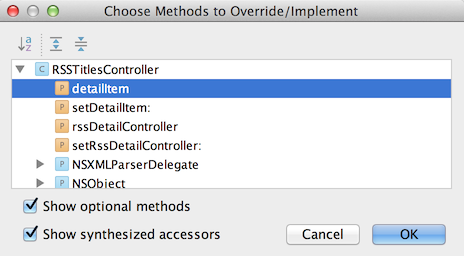 Choose Methods to Override/Implement
a
z
C RSSTitlesController
P detailItem
P setDetailItem:
P rssDetailController
P setRssDetailController:
P NSXMLParserDelegate
P NSObject
Show optional methods
Show synthesized accessors
Cancel
OK